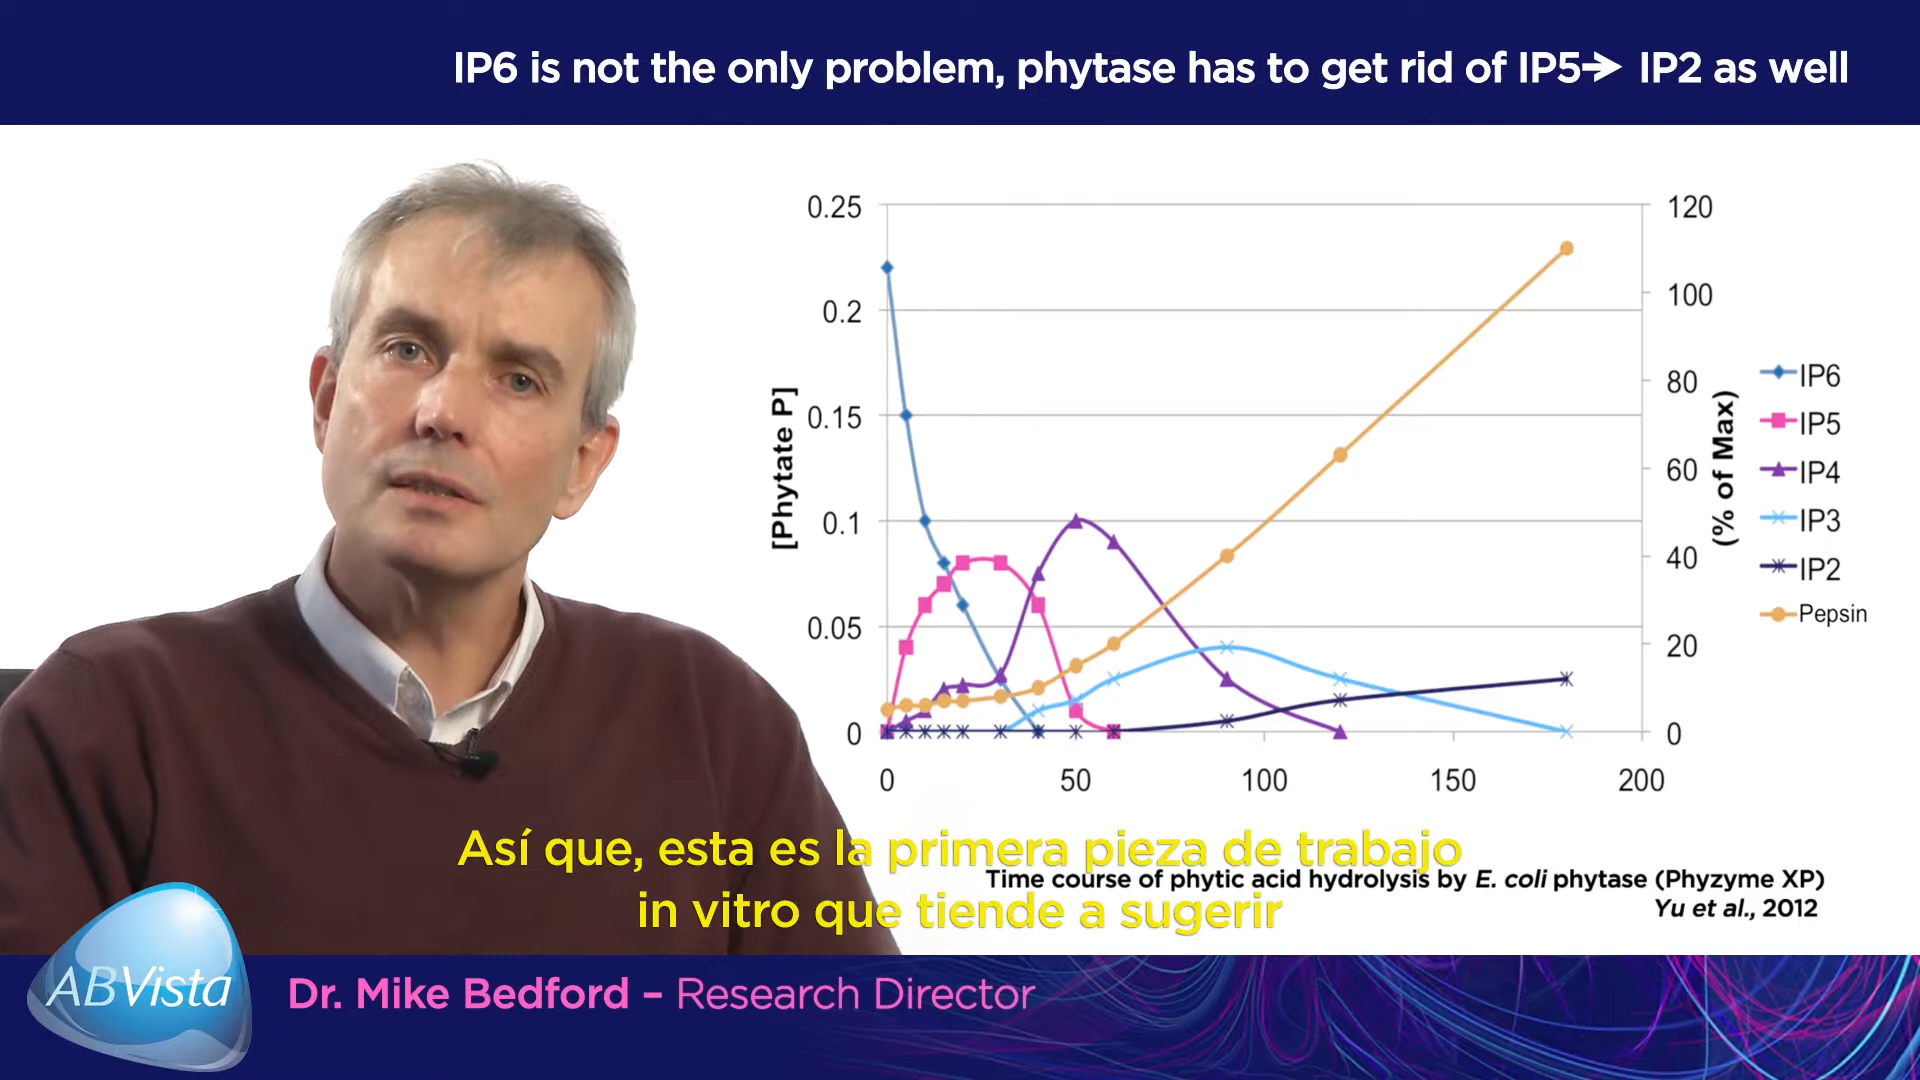 IP6 is not the only problem, phytase has to get rid of IP5→ IP2 as well
0.25
0.2
0.15
0.1
0.05
0
[Phytate P]
120
100
80
60
40
20
0
(% of Max)
0 50 100 150 200
IP6
IP5
IP4
IP3
IP2
Pepsin
Así que, esta es la primera pieza de trabajo
in vitro que tiende a sugerir
Time course of phytic acid hydrolysis by E. coli phytase (Phyzyme XP)
Yu et al., 2012
ABVista
Dr. Mike Bedford – Research Director